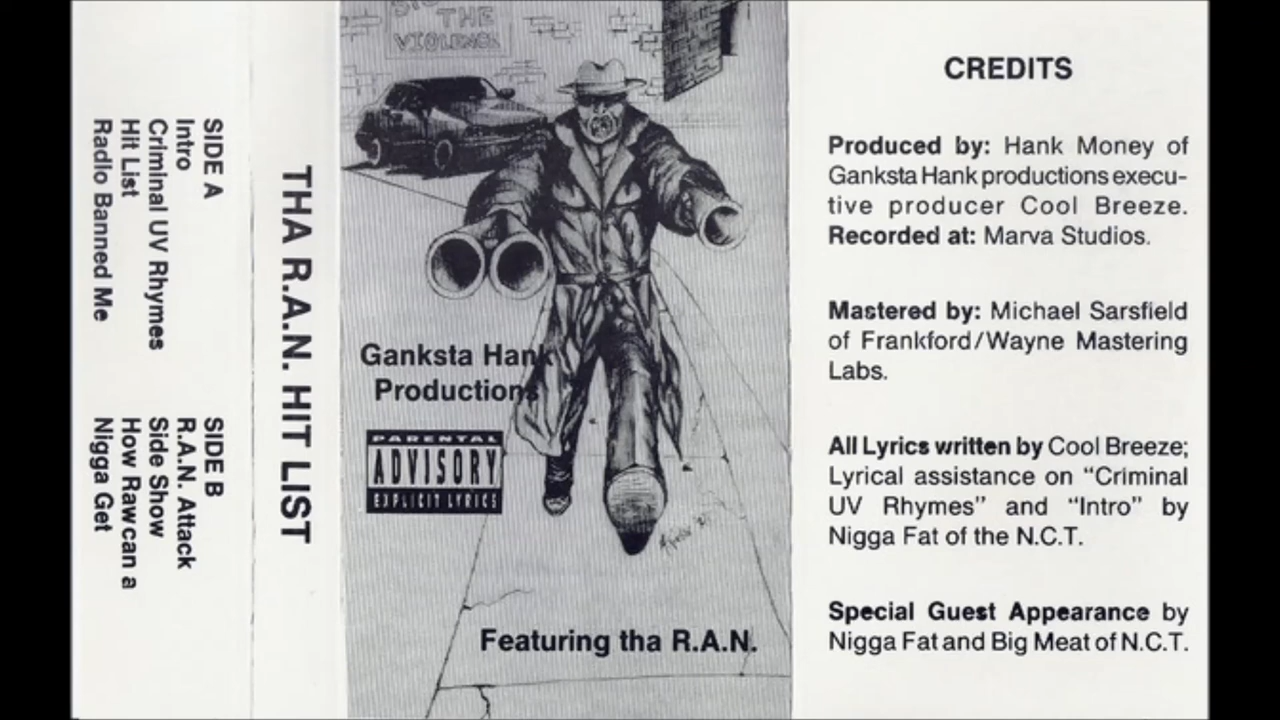 SIDE A
Intro
Criminal UV Rhymes
Hit List
Radio Banned Me
SIDE B
R.A.N. Attack
Side Show
How Raw can a
Nigga Get
THA R.A.N. HIT LIST
THE
VIOLENCE
Ganksta Hank
Productions
PARENTAL
ADVISORY
EXPLICIT LYRICS
Featuring tha R.A.N.
CREDITS
Produced by: Hank Money of
Ganksta Hank productions execu-
tive producer Cool Breeze.
Recorded at: Marva Studios.
Mastered by: Michael Sarsfield
of Frankford/Wayne Mastering
Labs.
All Lyrics written by Cool Breeze;
Lyrical assistance on “Criminal
UV Rhymes” and “Intro” by
Nigga Fat of the N.C.T.
Special Guest Appearance by
Nigga Fat and Big Meat of N.C.T.